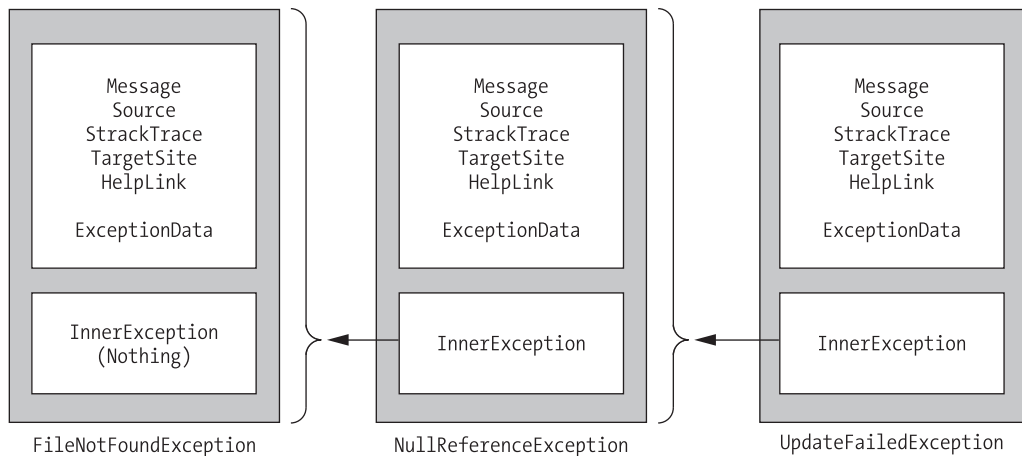 Message
Source
StrackTrace
TargetSite
HelpLink
ExceptionData
InnerException
(Nothing)
FileNotFoundException
Message
Source
StrackTrace
TargetSite
HelpLink
ExceptionData
InnerException
NullReferenceException
Message
Source
StrackTrace
TargetSite
HelpLink
ExceptionData
InnerException
UpdateFailedException